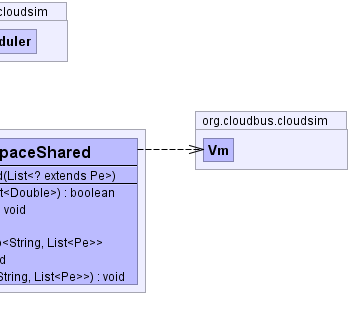 cloudsim
duler
org.cloudbus.cloudsim
Vm
paceShared
d(List<? extends Pe>)
t<Double>) : boolean
void
o<String, List<Pe>>
d
String, List<Pe>>) : void